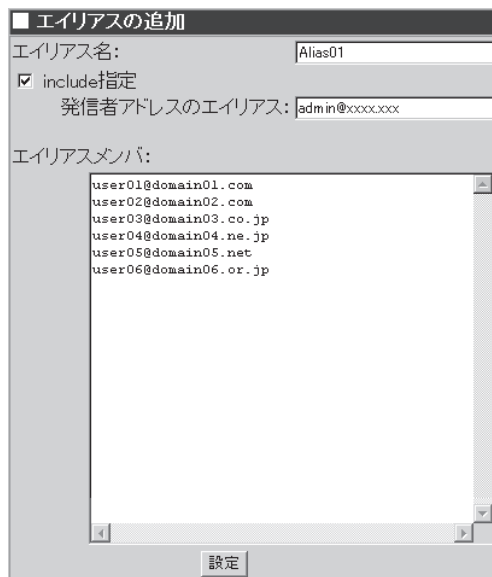 ■ エイリアスの追加
エイリアス名: Alias01
include指定
発信者アドレスのエイリアス: admin@xxxx.xxx
エイリアスメンバ:
user01@domain01.com
user02@domain02.com
user03@domain03.co.jp
user04@domain04.ne.jp
user05@domain05.net
user06@domain06.or.jp
設定